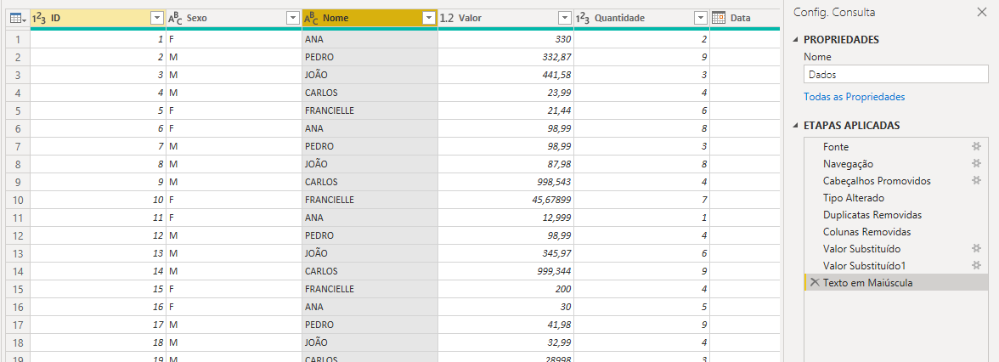 1²3 ID ABC Sexo ABC Nome 1.2 Valor 1²3 Quantidade Data
1 1 F ANA 330 2
2 2 M PEDRO 332,87 9
3 3 M JOÃO 441,58 3
4 4 M CARLOS 23,99 4
5 5 F FRANCIELLE 21,44 6
6 6 F ANA 98,99 8
7 7 M PEDRO 98,99 3
8 8 M JOÃO 87,98 8
9 9 M CARLOS 998,543 4
10 10 F FRANCIELLE 45,67899 7
11 11 F ANA 12,999 1
12 12 M PEDRO 98,99 4
13 13 M JOÃO 345,97 6
14 14 M CARLOS 999,344 9
15 15 F FRANCIELLE 200 4
16 16 F ANA 30 5
17 17 M PEDRO 41,98 9
18 18 M JOÃO 32,99 4
19 19 M CARLOS 28998 3
Config. Consulta
PROPRIEDADES
Nome
Dados
Todas as Propriedades
ETAPAS APLICADAS
Fonte
Navegação
Cabeçalhos Promovidos
Tipo Alterado
Duplicatas Removidas
Colunas Removidas
Valor Substituído
Valor Substituído1
Texto em Maiúscula